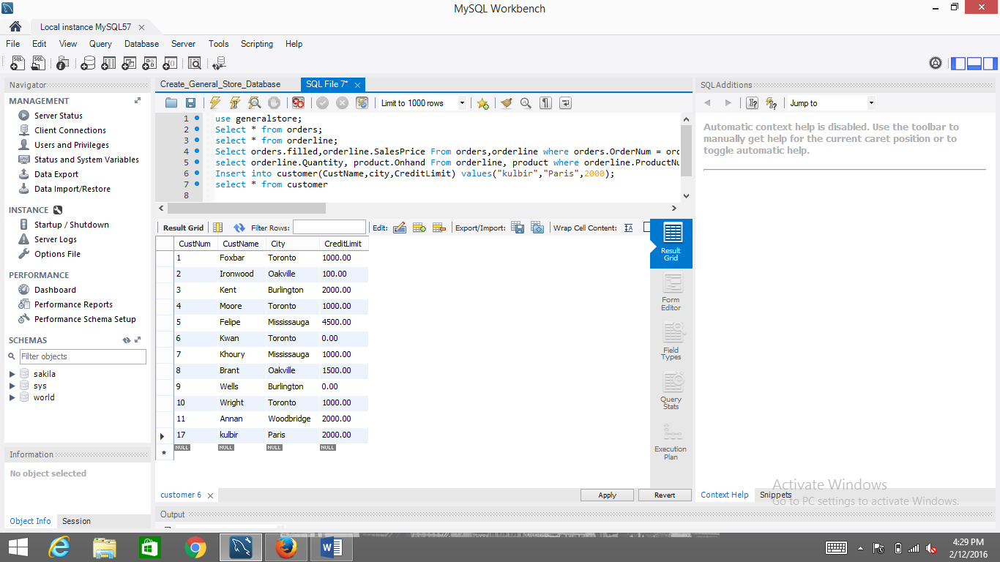 MySQL Workbench
Local instance MySQL57
File Edit View Query Database Server Tools Scripting Help
Navigator
MANAGEMENT
Server Status
Client Connections
Users and Privileges
Status and System Variables
Data Export
Data Import/Restore
INSTANCE
Startup / Shutdown
Server Logs
Options File
PERFORMANCE
Dashboard
Performance Reports
Performance Schema Setup
SCHEMAS
Filter objects
sakila
sys
world
Information
No object selected
Object Info Session
Create_General_Store_Database SQL File 7*
Limit to 1000 rows
1 use generalstore;
2 Select * from orders;
3 select * from orderline;
4 Select orders.filled,orderline.SalesPrice From orders,orderline where orders.OrderNum = ord
5 select orderline.Quantity, product.Onhand From orderline, product where orderline.ProductNu
6 Insert into customer(CustName,city,CreditLimit) values("kulbir","Paris",2000);
7 select * from customer
8
Result Grid Filter Rows: Edit: Export/Import: Wrap Cell Content:
CustNum CustName City CreditLimit
1 Foxbar Toronto 1000.00
2 Ironwood Oakville 100.00
3 Kent Burlington 2000.00
4 Moore Toronto 1000.00
5 Felipe Mississauga 4500.00
6 Kwan Toronto 0.00
7 Khoury Mississauga 1000.00
8 Brant Oakville 1500.00
9 Wells Burlington 0.00
10 Wright Toronto 1000.00
11 Annan Woodbridge 2000.00
17 kulbir Paris 2000.00
NULL NULL NULL NULL
Result
Grid
Form
Editor
Field
Types
Query
Stats
Execution
Plan
customer 6
Apply Revert
Output
SQLAdditions
Jump to
Automatic context help is disabled. Use the toolbar to
manually get help for the current caret position or to
toggle automatic help.
Context Help Snippets
Activate Windows
Go to PC settings to activate Windows.
4:29 PM
2/12/2016